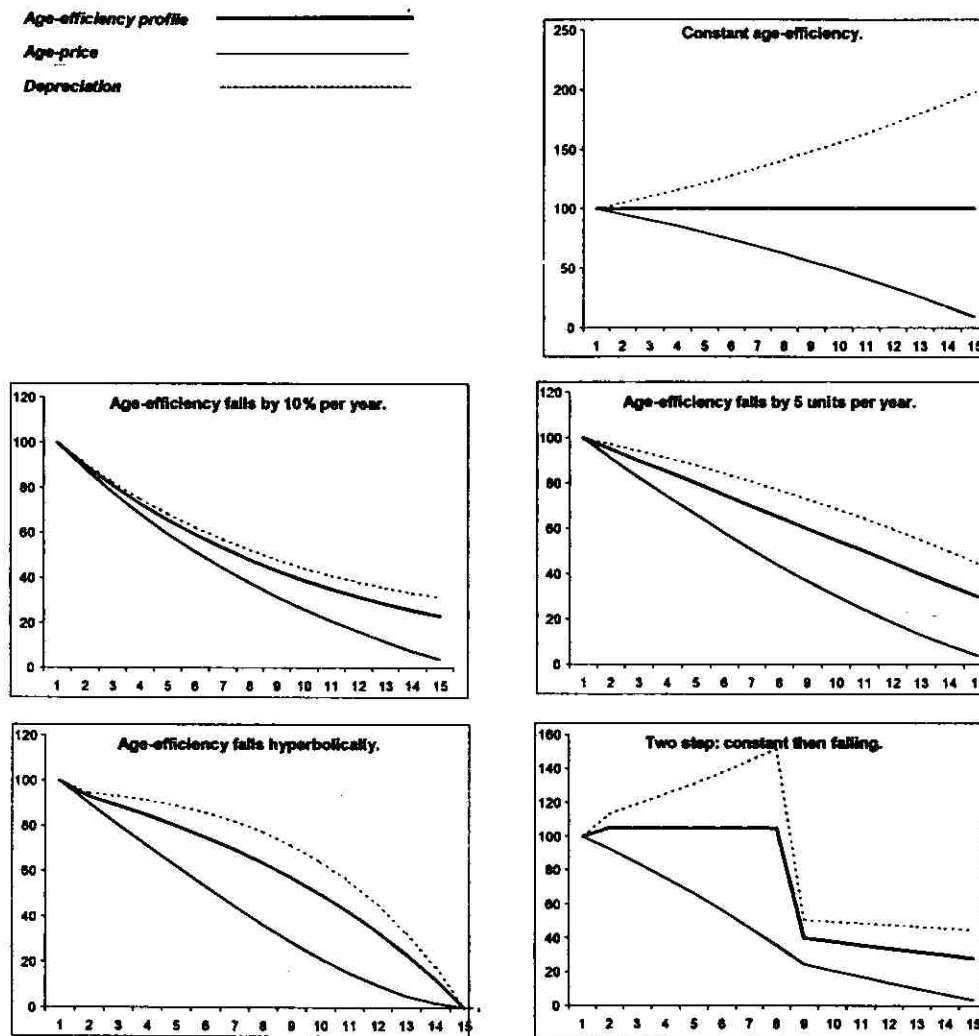 Age-efficiency profile
Age-price
Depreciation
Constant age-efficiency.
250
200
150
100
50
0
1 2 3 4 5 6 7 8 9 10 11 12 13 14 15
Age-efficiency falls by 10% per year.
120
100
80
60
40
20
0
1 2 3 4 5 6 7 8 9 10 11 12 13 14 15
Age-efficiency falls by 5 units per year.
120
100
80
60
40
20
0
1 2 3 4 5 6 7 8 9 10 11 12 13 14 1
Age-efficiency falls hyperbolically.
120
100
80
60
40
20
0
1 2 3 4 5 6 7 8 9 10 11 12 13 14 15
Two step: constant then falling.
160
140
120
100
80
60
40
20
0
1 2 3 4 5 6 7 8 9 10 11 12 13 14 15